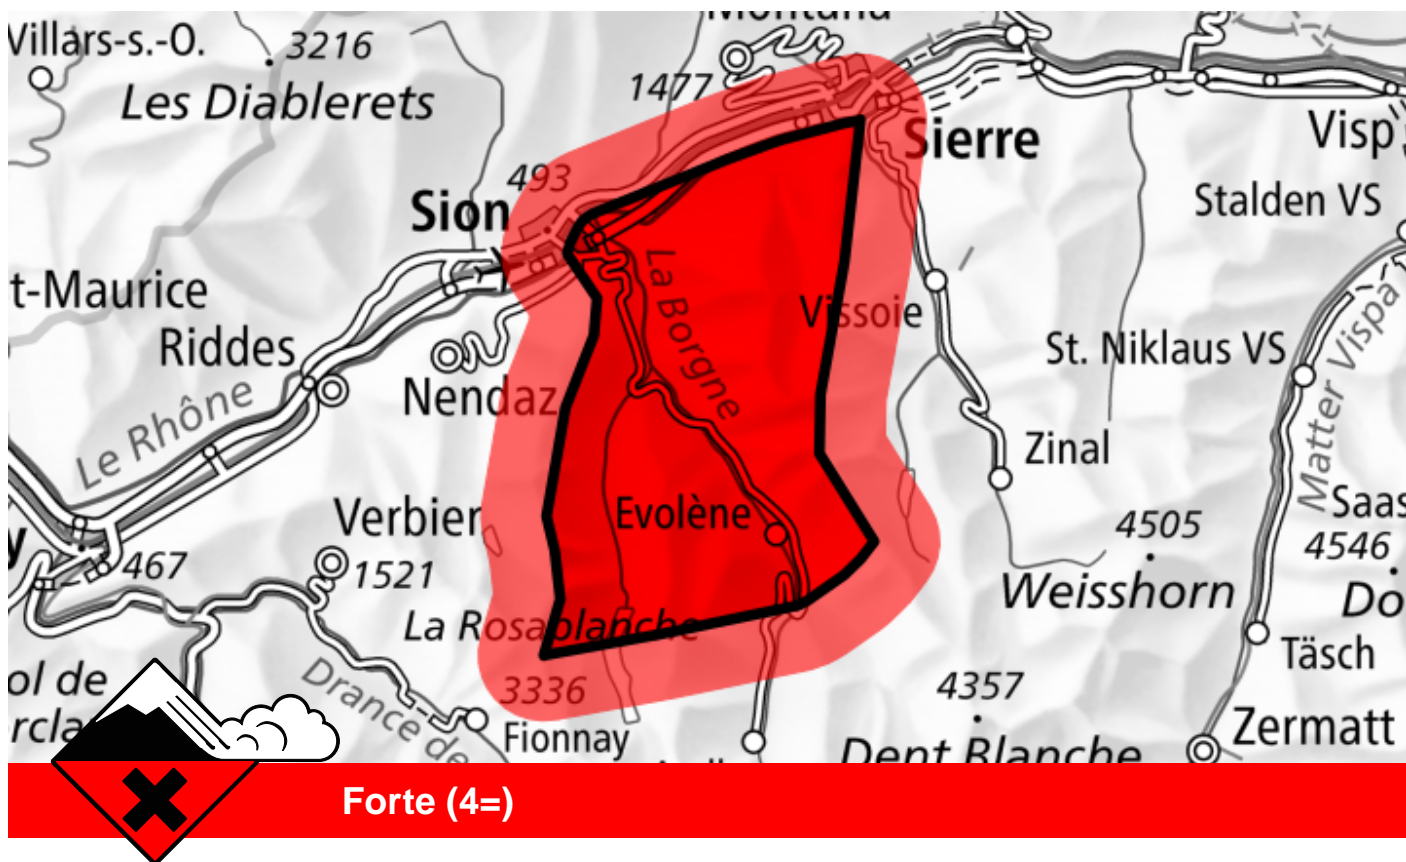 Villars-s.-O.
3216
Les Diablerets
1477
Sierre
Visp
493
Sion
Stalden VS
t-Maurice
La Borgne
Vissoie
Riddes
St. Niklaus VS
Matter Vispa
Nendaz
Le Rhône
Zinal
Verbier
Evolène
4505
Saas
4546
y
467
1521
Weisshorn
Do
La Rosablanche
Täsch
ol de
Drance de
3336
4357
Fionnay
Zermatt
Dent Blanche
Forte (4=)